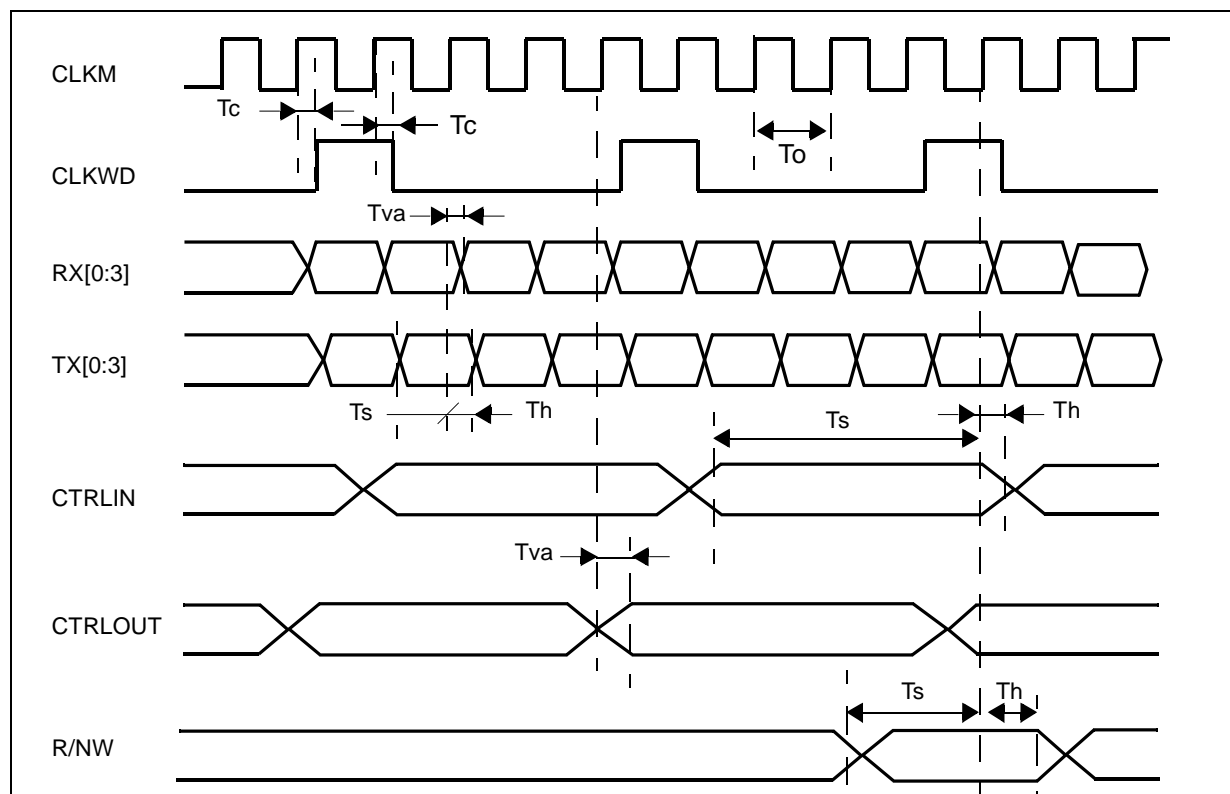 CLKM
Tc
Tc
To
CLKWD
Tva
RX[0:3]
TX[0:3]
Ts
Th
Ts
Th
CTRLIN
Tva
CTRLOUT
Ts
Th
R/NW